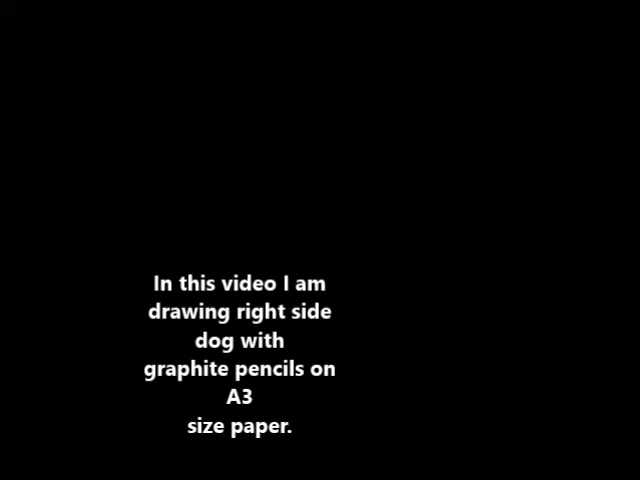 In this video I am
drawing right side
dog with
graphite pencils on
A3
size paper.